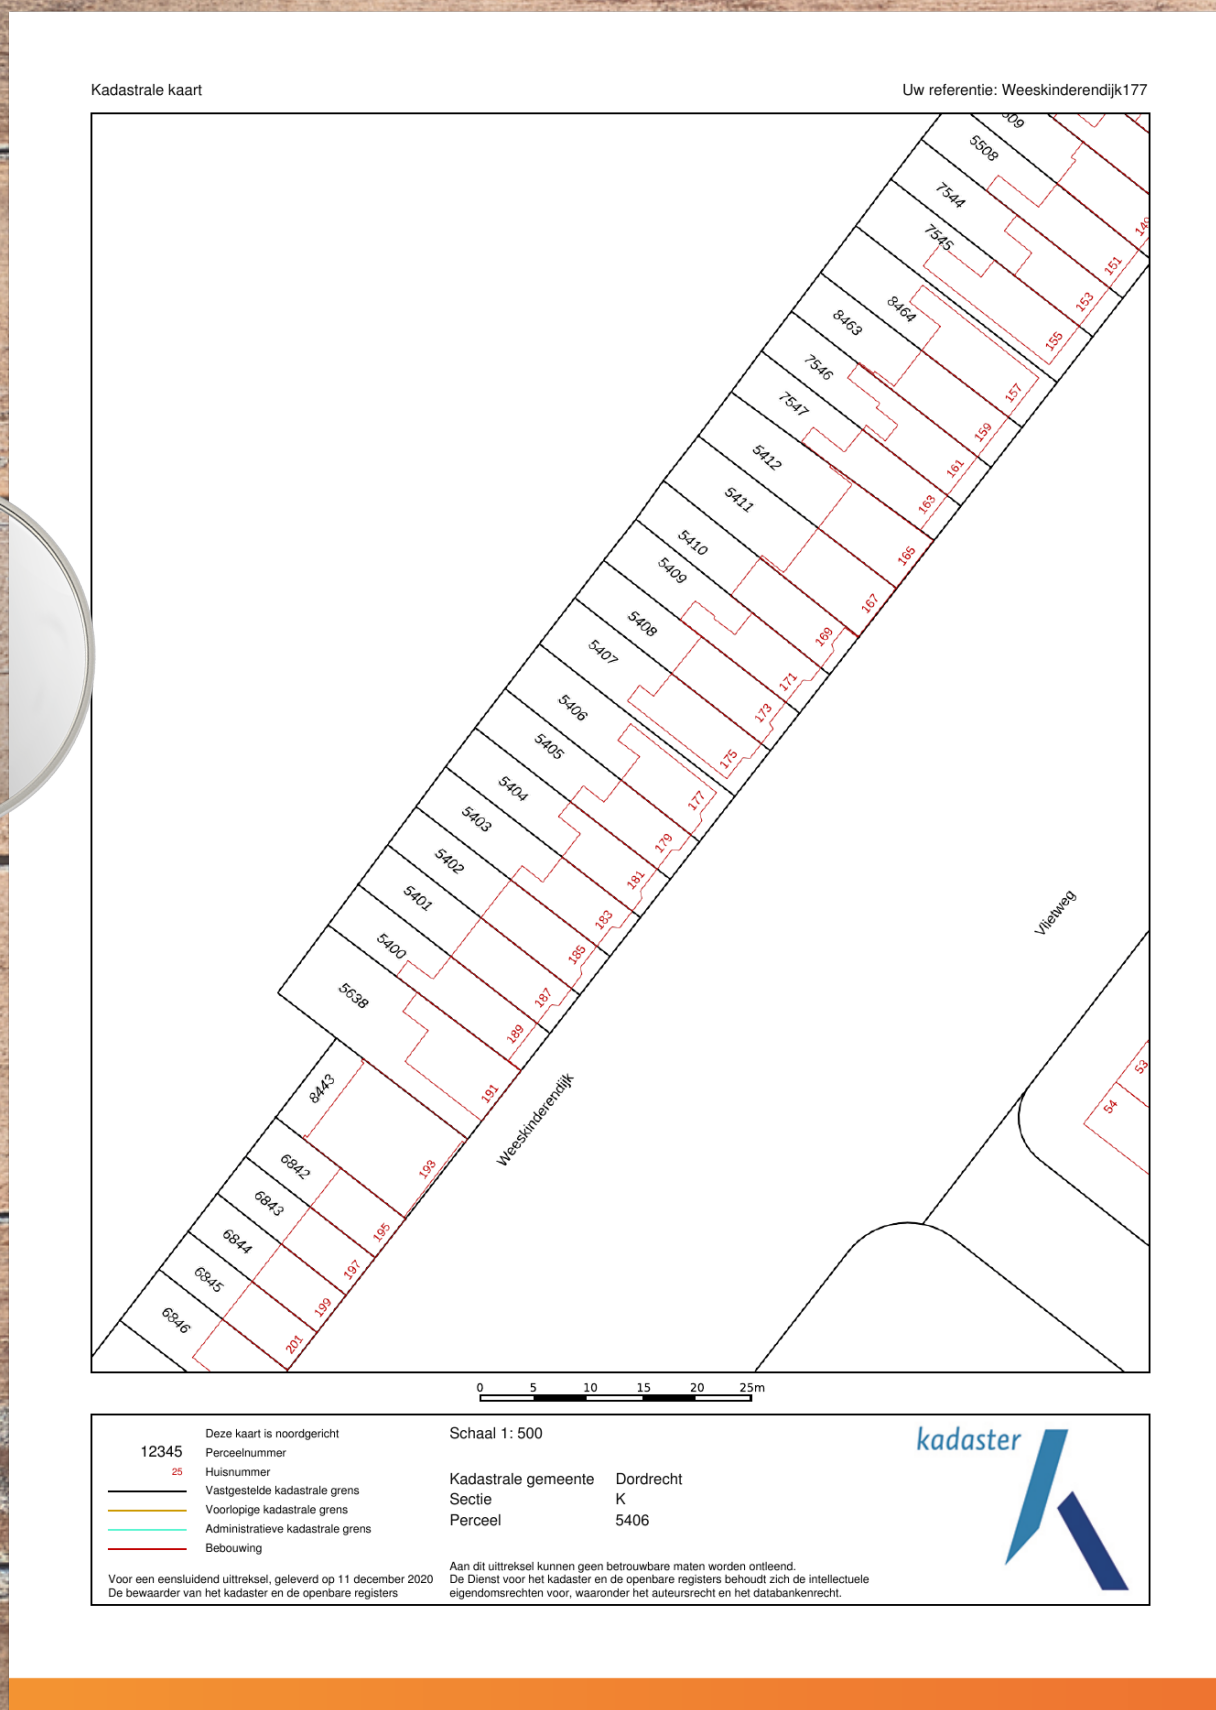 Kadastrale kaart
Uw referentie: Weeskinderendijk177
5508
7544
7545
8464
8463
7546
7547
5412
5411
5410
5409
5408
5407
5406
5405
5404
5403
5402
5401
5400
5638
8443
6842
6843
6844
6845
6846
151
153
155
157
159
161
163
165
167
169
171
173
175
177
179
181
183
185
187
189
191
193
195
197
199
201
Weeskinderendijk
Vlietweg
53
54
0 5 10 15 20 25m
Deze kaart is noordgericht
12345 Perceelnummer
25 Huisnummer
Vastgestelde kadastrale grens
Voorlopige kadastrale grens
Administratieve kadastrale grens
Bebouwing
Voor een eensluidend uittreksel, geleverd op 11 december 2020
De bewaarder van het kadaster en de openbare registers
Schaal 1: 500
Kadastrale gemeente Dordrecht
Sectie K
Perceel 5406
Aan dit uittreksel kunnen geen betrouwbare maten worden ontleend.
De Dienst voor het kadaster en de openbare registers behoudt zich de intellectuele
eigendomsrechten voor, waaronder het auteursrecht en het databankenrecht.
kadaster